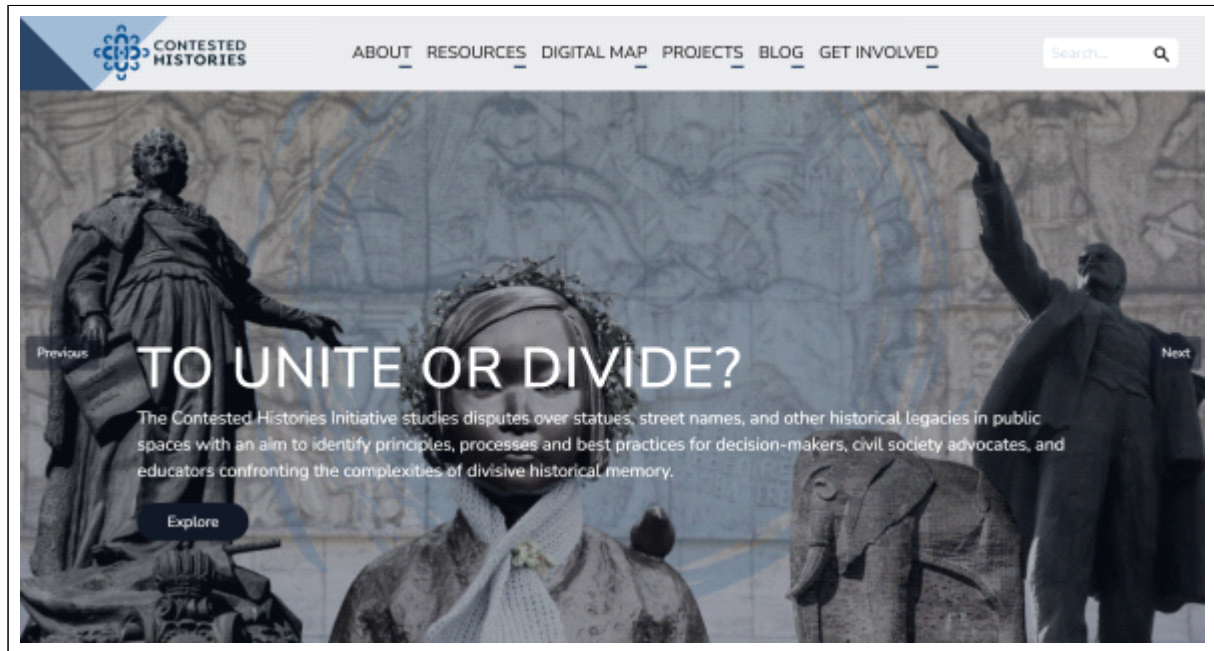 CONTESTED
HISTORIES
ABOUT RESOURCES DIGITAL MAP PROJECTS BLOG GET INVOLVED
Search...
Previous
Next
TO UNITE OR DIVIDE?
The Contested Histories Initiative studies disputes over statues, street names, and other historical legacies in public
spaces with an aim to identify principles, processes and best practices for decision-makers, civil society advocates, and
educators confronting the complexities of divisive historical memory.
Explore